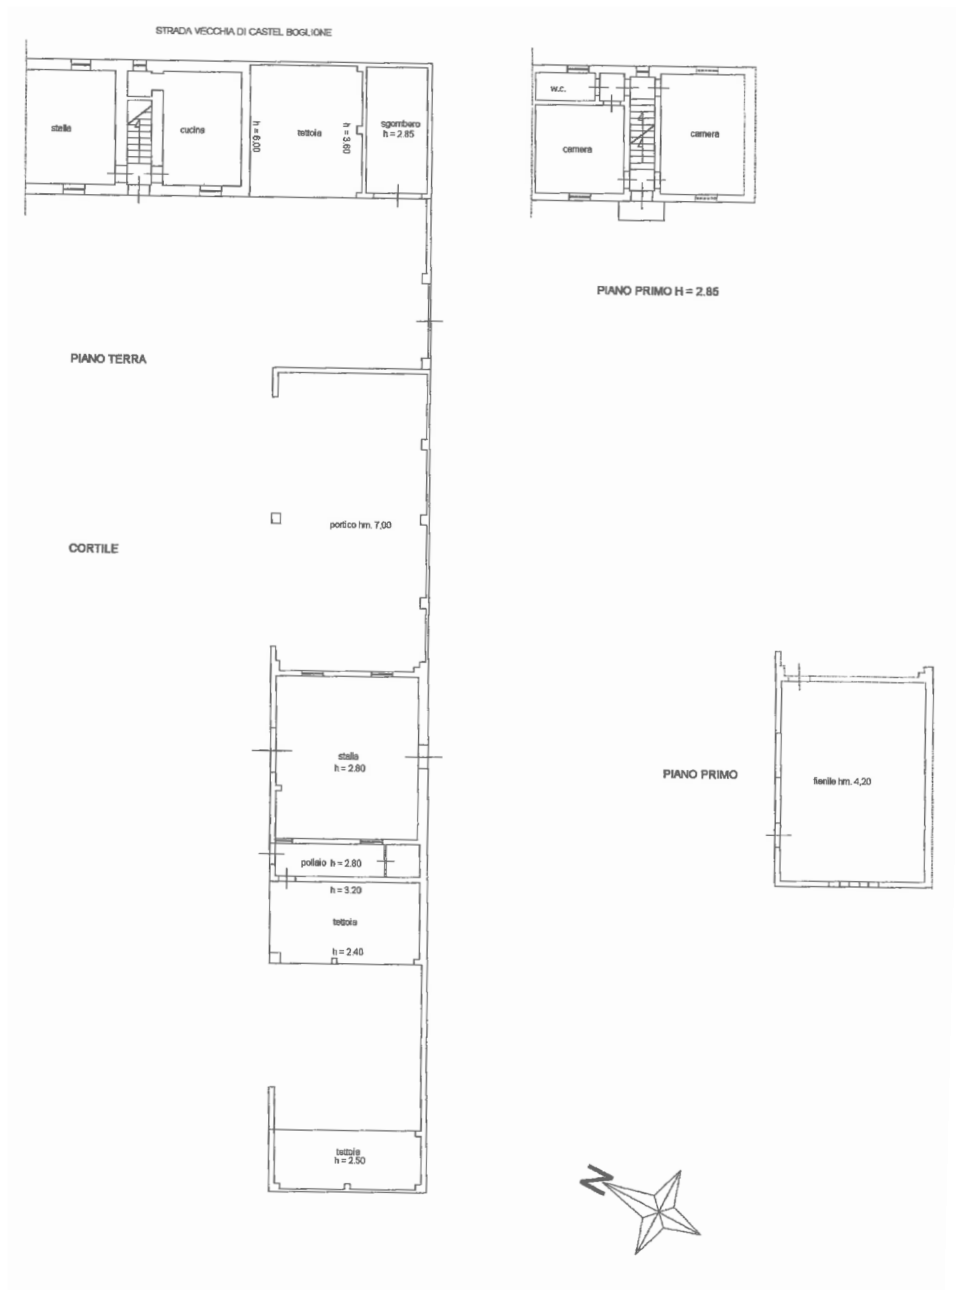 STRADA VECCHIA DI CASTEL BOGLIONE
stalla
cucina
h = 6.00
tettoia
h = 3.60
sgombero
h = 2.85
w.c.
camera
camera
PIANO PRIMO H = 2.85
PIANO TERRA
CORTILE
portico hm. 7,00
stalla
h = 2.80
PIANO PRIMO
fienile hm. 4,20
pollaio h = 2.80
h = 3.20
tettoia
h = 2.40
tettoia
h = 2.50
N